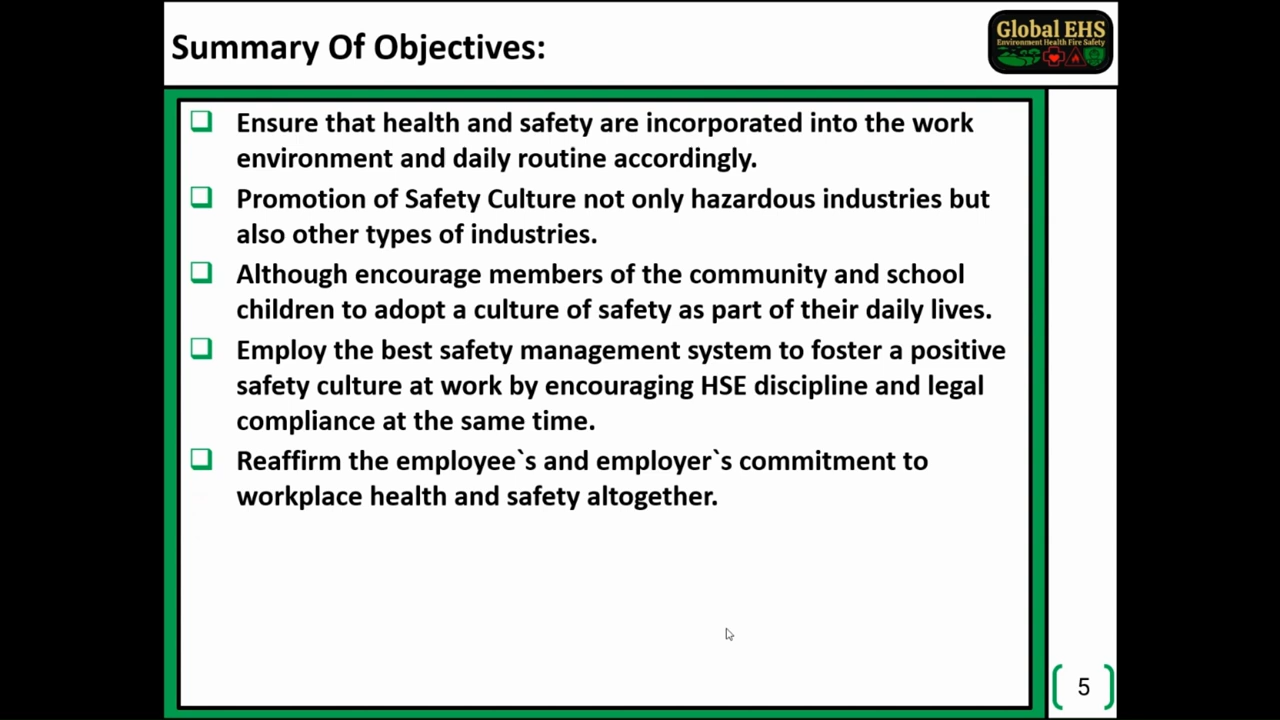 Summary Of Objectives:
Global EHS
Environment Health Fire Safety
Ensure that health and safety are incorporated into the work
environment and daily routine accordingly.
Promotion of Safety Culture not only hazardous industries but
also other types of industries.
Although encourage members of the community and school
children to adopt a culture of safety as part of their daily lives.
Employ the best safety management system to foster a positive
safety culture at work by encouraging HSE discipline and legal
compliance at the same time.
Reaffirm the employee`s and employer`s commitment to
workplace health and safety altogether.
5